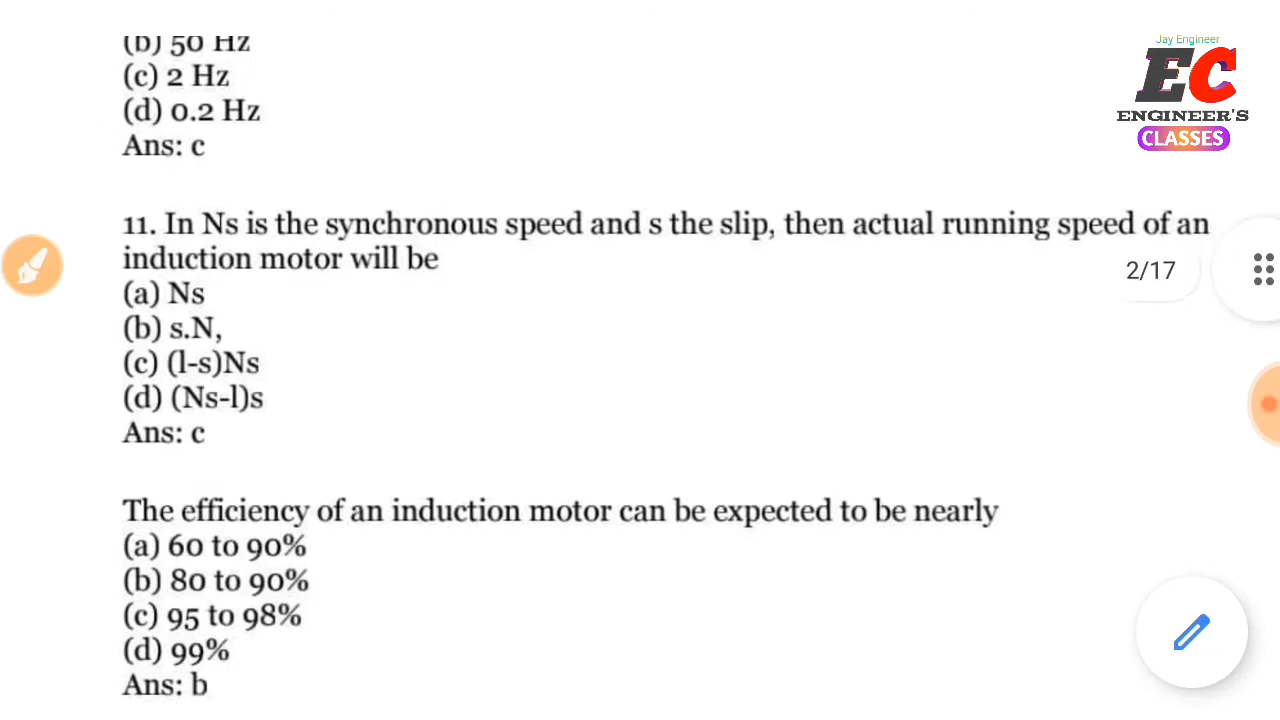 (b) 50 Hz
(c) 2 Hz
(d) 0.2 Hz
Ans: c
Jay Engineer
EC
ENGINEER'S
CLASSES
11. In Ns is the synchronous speed and s the slip, then actual running speed of an
induction motor will be
(a) Ns
(b) s.N,
(c) (l-s)Ns
(d) (Ns-l)s
Ans: c
2/17
The efficiency of an induction motor can be expected to be nearly
(a) 60 to 90%
(b) 80 to 90%
(c) 95 to 98%
(d) 99%
Ans: b